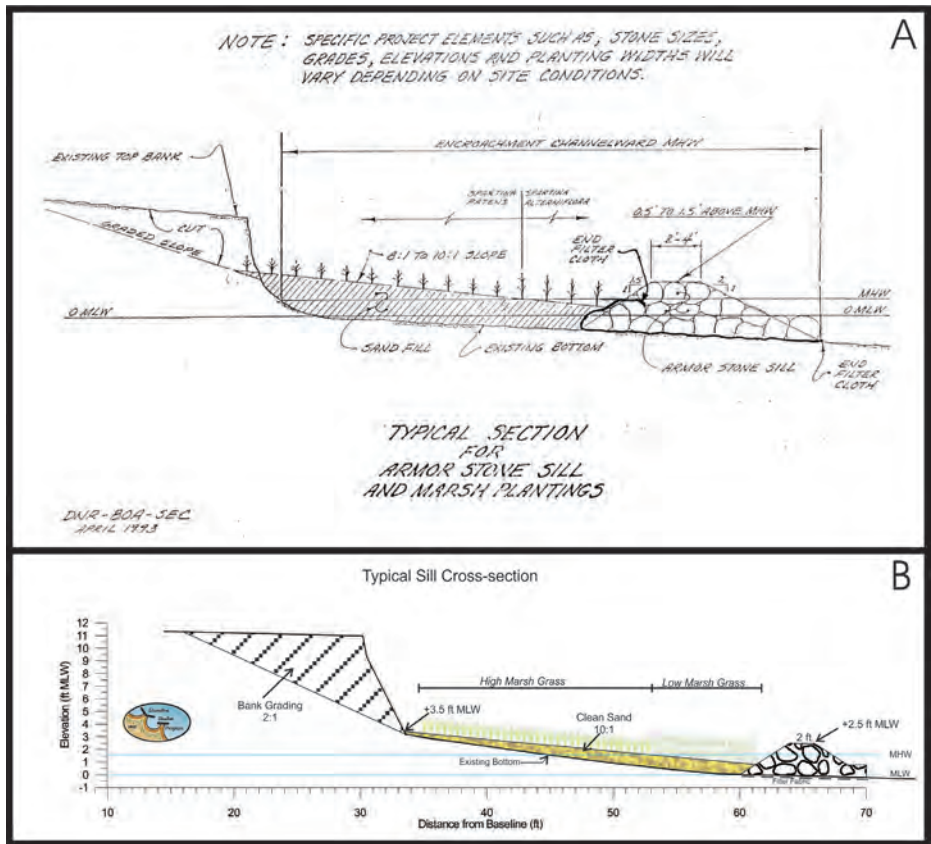 A
NOTE: SPECIFIC PROJECT ELEMENTS SUCH AS, STONE SIZES,
GRADES, ELEVATIONS AND PLANTING WIDTHS WILL
VARY DEPENDING ON SITE CONDITIONS.
ENCROACHMENT CHANNELWARD MHW
EXISTING TOP BANK
SPARTINA PATENS
SPARTINA ALTERNIFLORA
0.5' TO 1.5' ABOVE MHW
CUT
GRADED SLOPE
8:1 TO 10:1 SLOPE
END
FILTER
CLOTH
2'-4'
1.5
1
2
1
MHW
0 MLW
0 MLW
SAND FILL
EXISTING BOTTOM
ARMOR STONE SILL
END
FILTER
CLOTH
TYPICAL SECTION
FOR
ARMOR STONE SILL
AND MARSH PLANTINGS
DNR-BOA-SEC
APRIL 1993
B
Typical Sill Cross-section
Elevation (ft MLW)
12
11
10
9
8
7
6
5
4
3
2
1
0
-1
High Marsh Grass
Low Marsh Grass
Bank Grading
2:1
+3.5 ft MLW
Clean Sand
10:1
+2.5 ft MLW
2 ft
Existing Bottom
MHW
MLW
Filter Fabric
10 20 30 40 50 60 70
Distance from Baseline (ft)